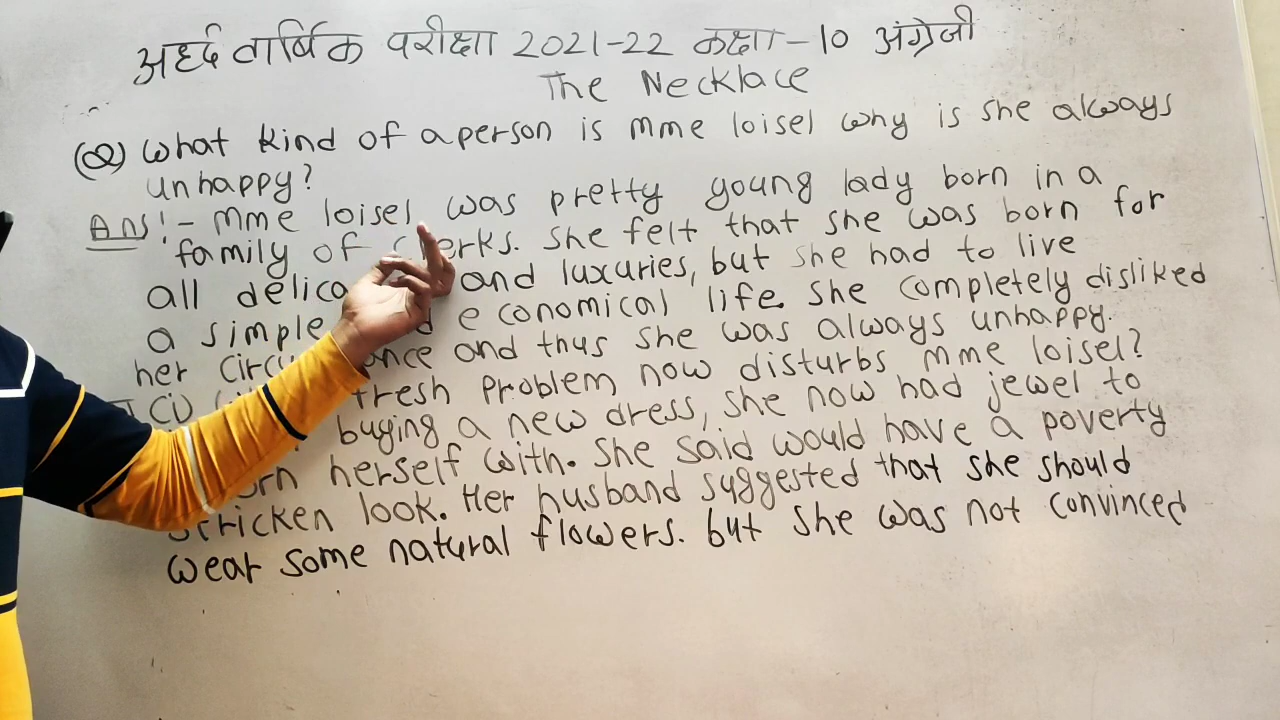 अर्ध्द वार्षिक परीक्षा 2021-22 कक्षा-10 अंग्रेजी
The Necklace
(Q2) What kind of a person is mme loisel why is she always
unhappy?
Ans:- mme loisel was pretty young lady born in a
family of clerks. She felt that she was born for
all and luxuries, but she had to live
a simple economical life. She completely disliked
her and thus she was always unhappy.
fresh problem now disturbs mme loisel?
buying a new dress, she now had jewel to
herself with. She said would have a poverty
stricken look. Her husband suggested that she should
wear some natural flowers. but she was not convinced